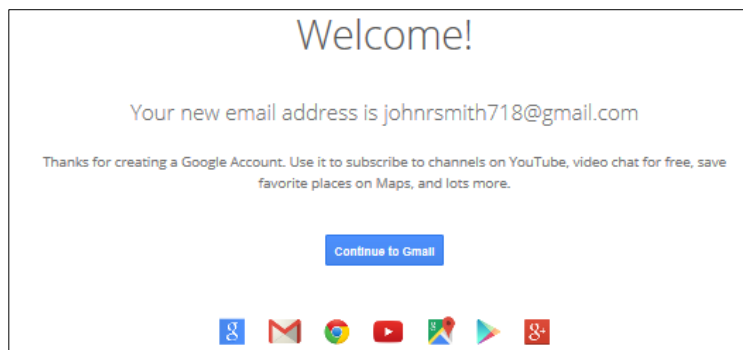 Welcome!
Your new email address is johnrsmith718@gmail.com
Thanks for creating a Google Account. Use it to subscribe to channels on YouTube, video chat for free, save
favorite places on Maps, and lots more.
Continue to Gmail
g g g+